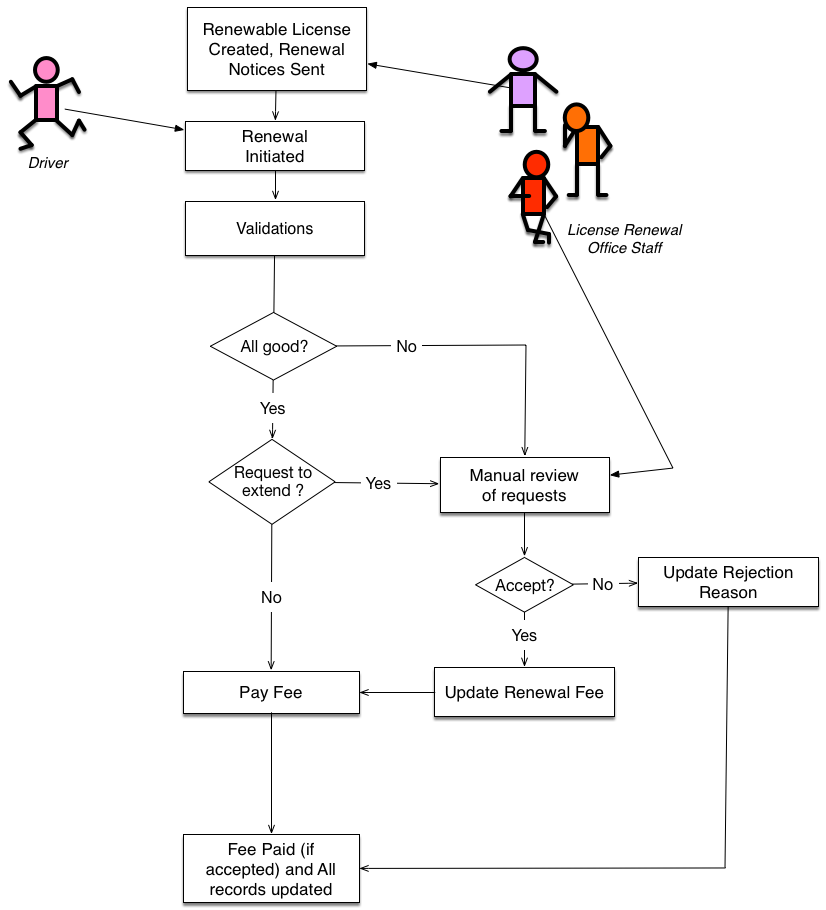 Renewable License
Created, Renewal
Notices Sent
Driver
Renewal
Initiated
Validations
License Renewal
Office Staff
All good?
No
Yes
Request to
extend ?
Yes
Manual review
of requests
No
Accept?
No
Update Rejection
Reason
Yes
Pay Fee
Update Renewal Fee
Fee Paid (if
accepted) and All
records updated